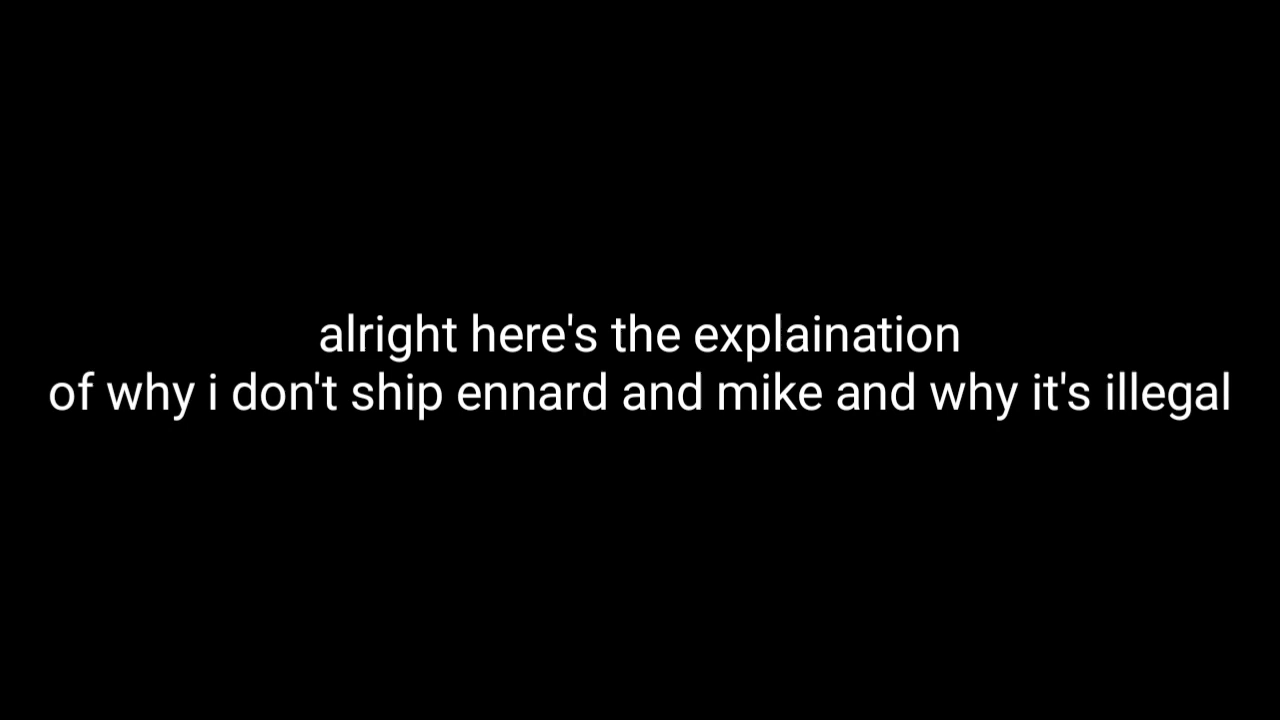 alright here's the explaination
of why i don't ship ennard and mike and why it's illegal